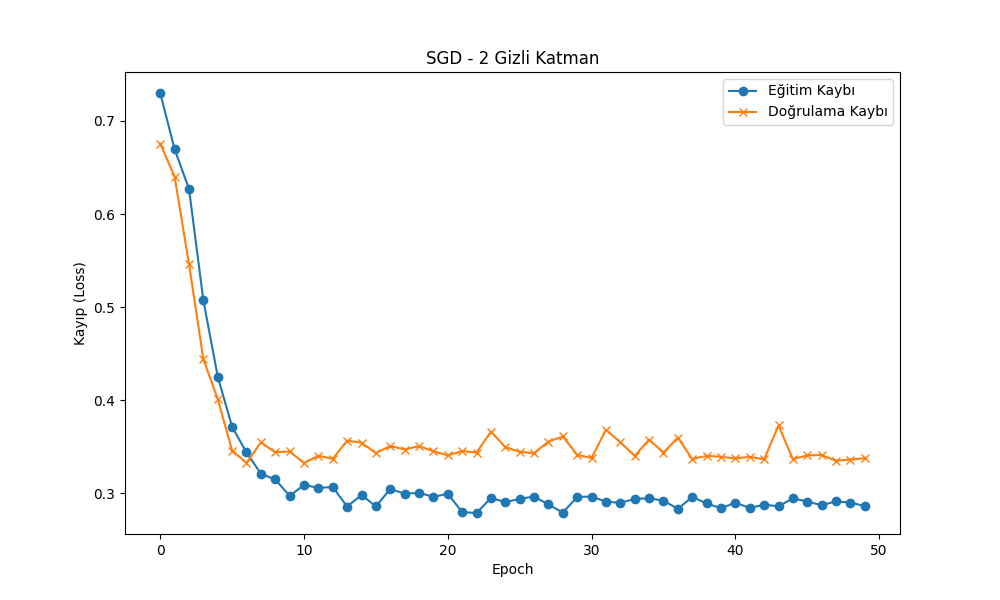 SGD - 2 Gizli Katman
Eğitim Kaybı
Doğrulama Kaybı
Kayıp (Loss)
0.7
0.6
0.5
0.4
0.3
0 10 20 30 40 50
Epoch